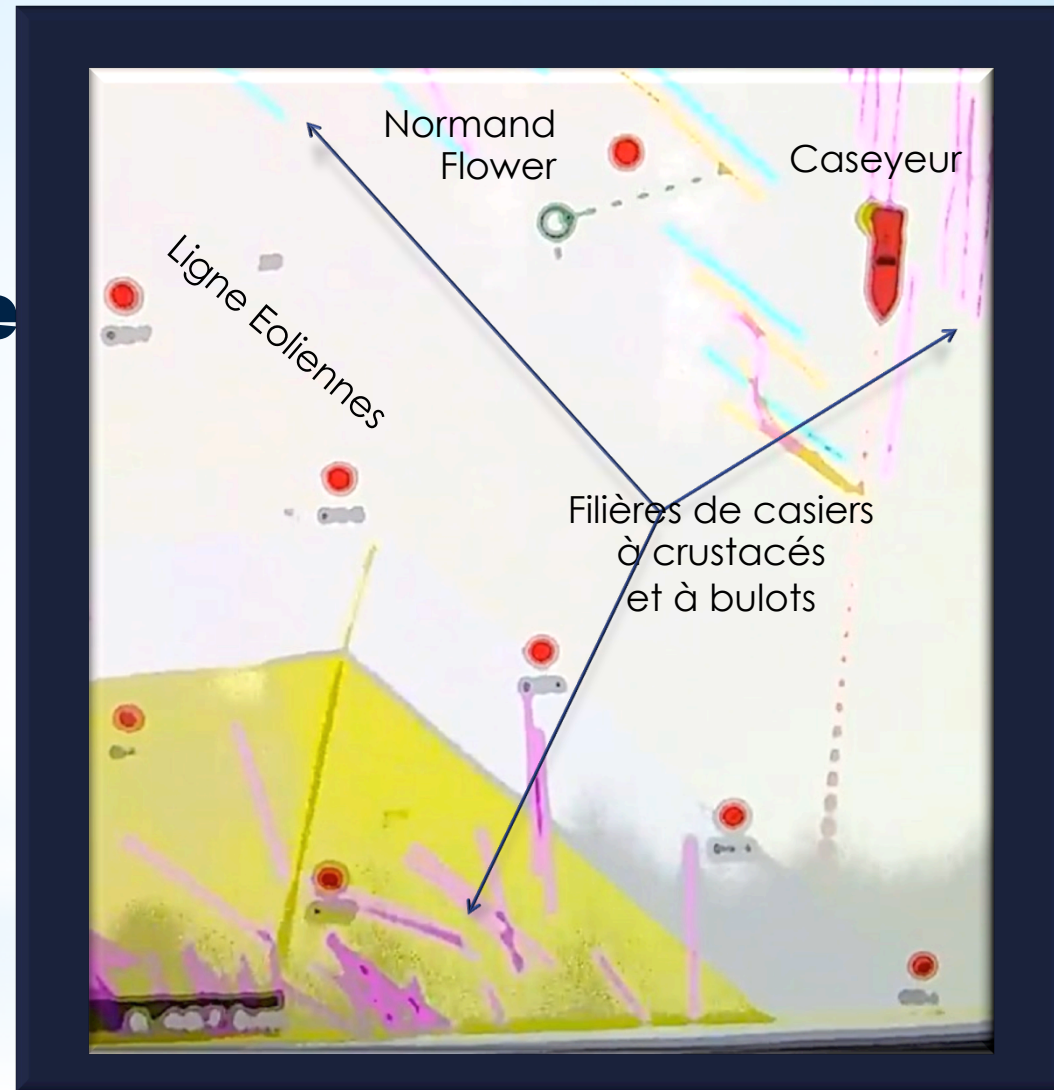 Normand
Flower
Caseyeur
Ligne Eoliennes
Filières de casiers
à crustacés
et à bulots